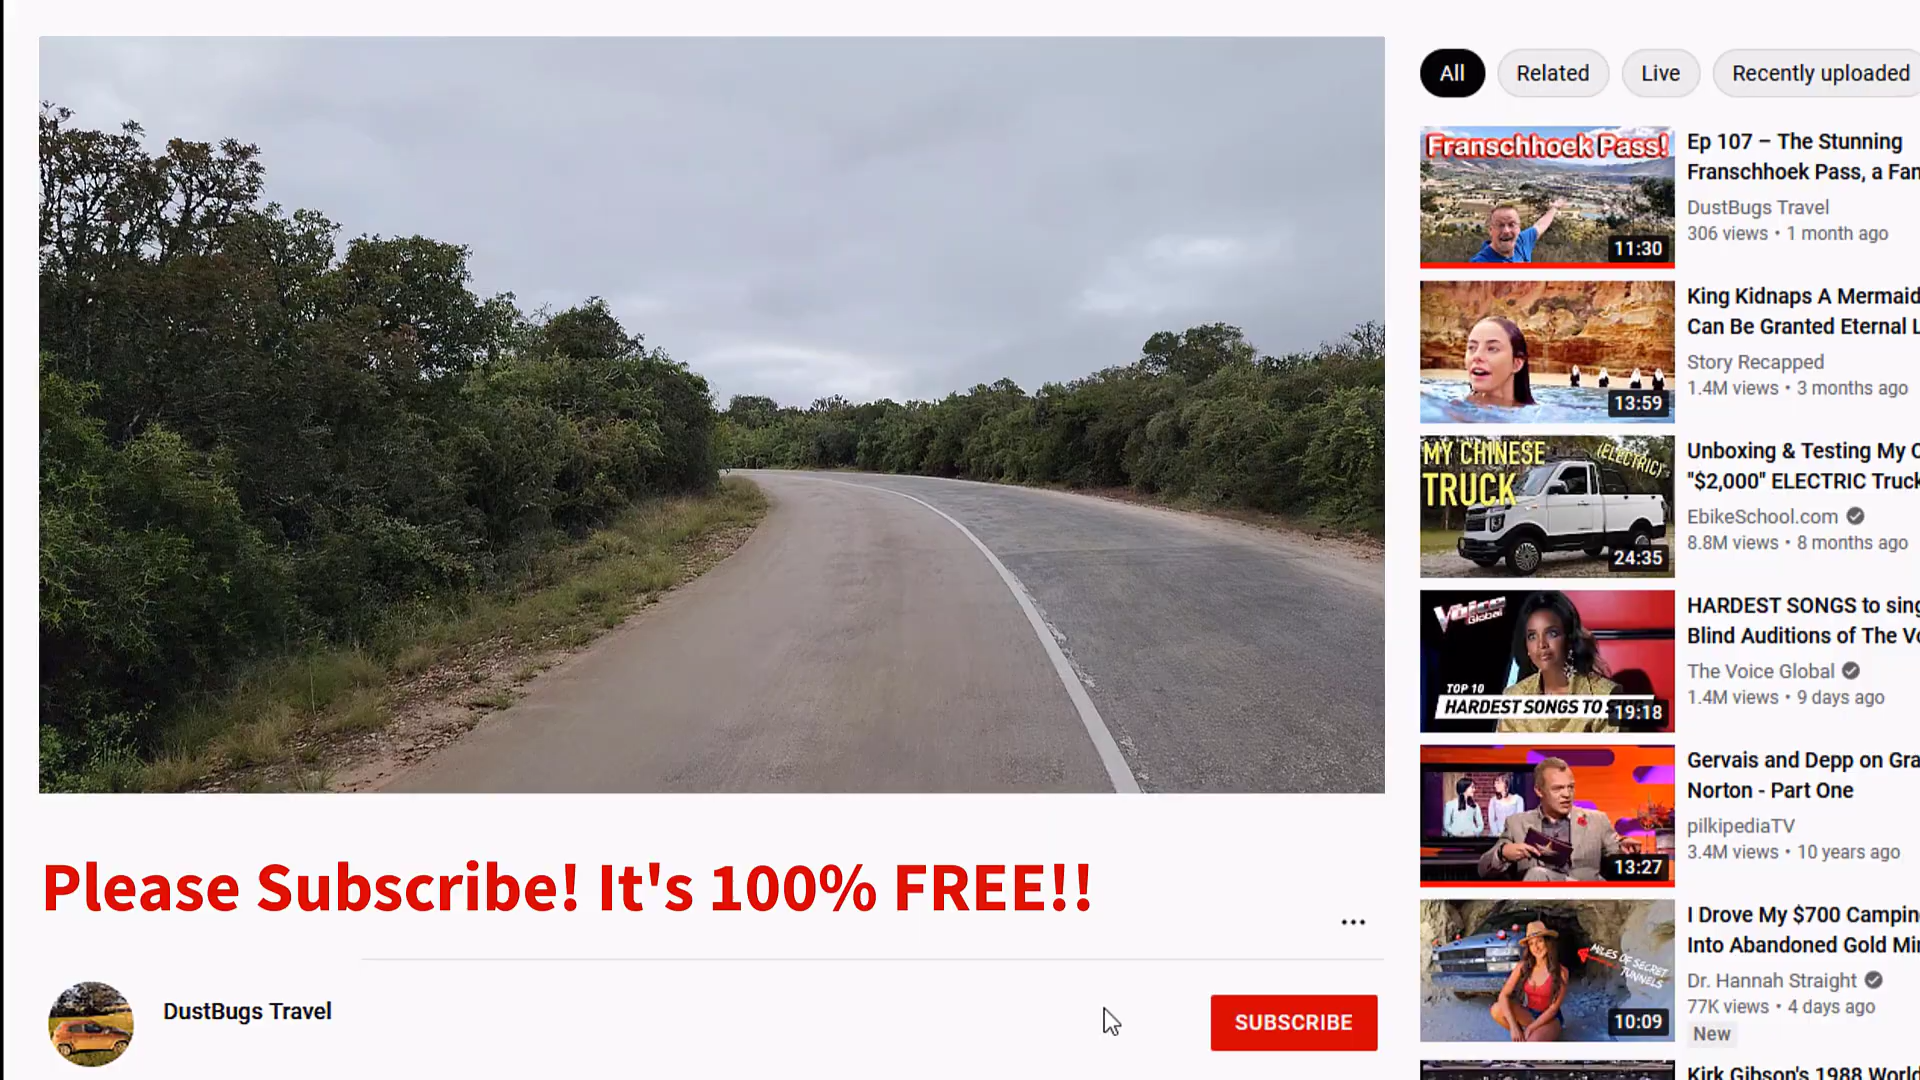 All
Related
Live
Recently uploaded
Franschhoek Pass!
11:30
Ep 107 – The Stunning
Franschhoek Pass, a Fan
DustBugs Travel
306 views • 1 month ago
13:59
King Kidnaps A Mermaid
Can Be Granted Eternal L
Story Recapped
1.4M views • 3 months ago
MY CHINESE
(ELECTRIC)
TRUCK
24:35
Unboxing & Testing My C
"$2,000" ELECTRIC Truck
EbikeSchool.com
8.8M views • 8 months ago
Voice
Global
TOP 10
HARDEST SONGS TO S
19:18
HARDEST SONGS to sing
Blind Auditions of The Vo
The Voice Global
1.4M views • 9 days ago
13:27
Gervais and Depp on Gra
Norton - Part One
pilkipediaTV
3.4M views • 10 years ago
MILES OF SECRET
TUNNELS
10:09
I Drove My $700 Camping
Into Abandoned Gold Min
Dr. Hannah Straight
77K views • 4 days ago
New
Kirk Gibson's 1988 World
Please Subscribe! It's 100% FREE!!
DustBugs Travel
SUBSCRIBE